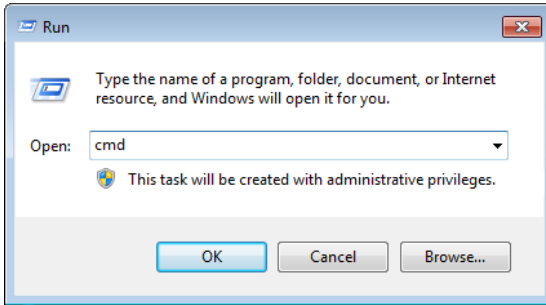 Run
Type the name of a program, folder, document, or Internet
resource, and Windows will open it for you.
Open: cmd
This task will be created with administrative privileges.
OK Cancel Browse...